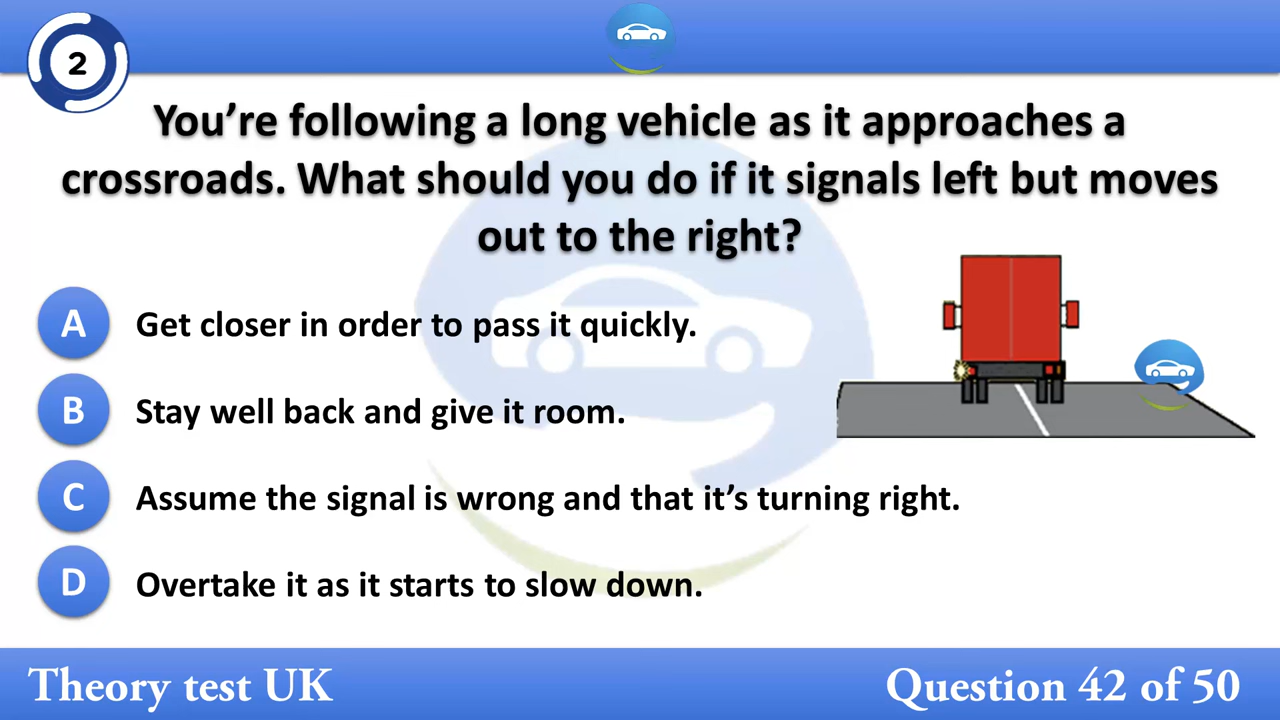 2
You’re following a long vehicle as it approaches a
crossroads. What should you do if it signals left but moves
out to the right?
A Get closer in order to pass it quickly.
B Stay well back and give it room.
C Assume the signal is wrong and that it’s turning right.
D Overtake it as it starts to slow down.
Theory test UK
Question 42 of 50